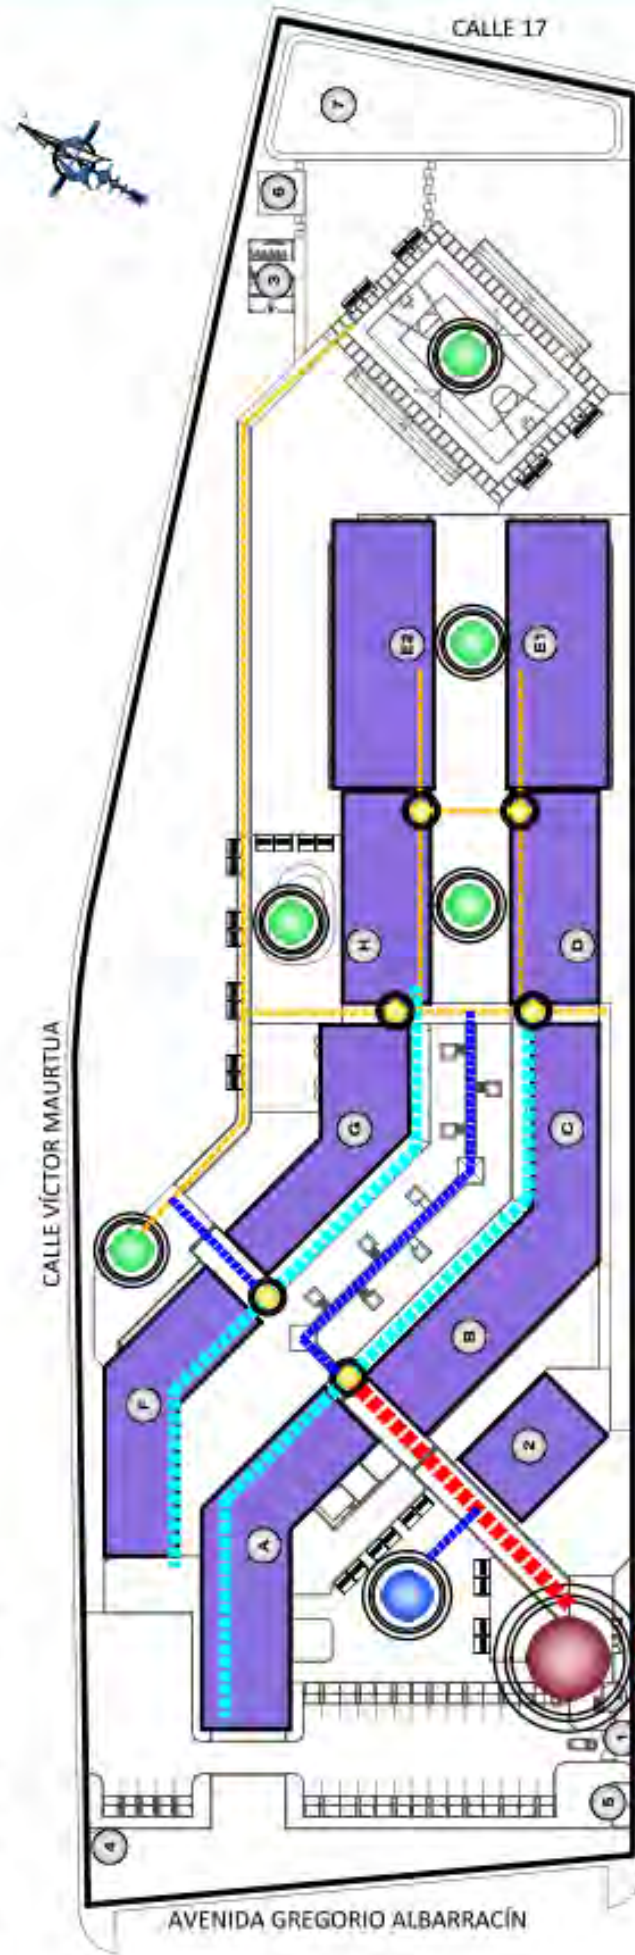 CALLE 17
7
6
3
E2
E1
H
D
G
C
CALLE VÍCTOR MAURTUA
B
F
2
A
1
5
4
AVENIDA GREGORIO ALBARRACÍN